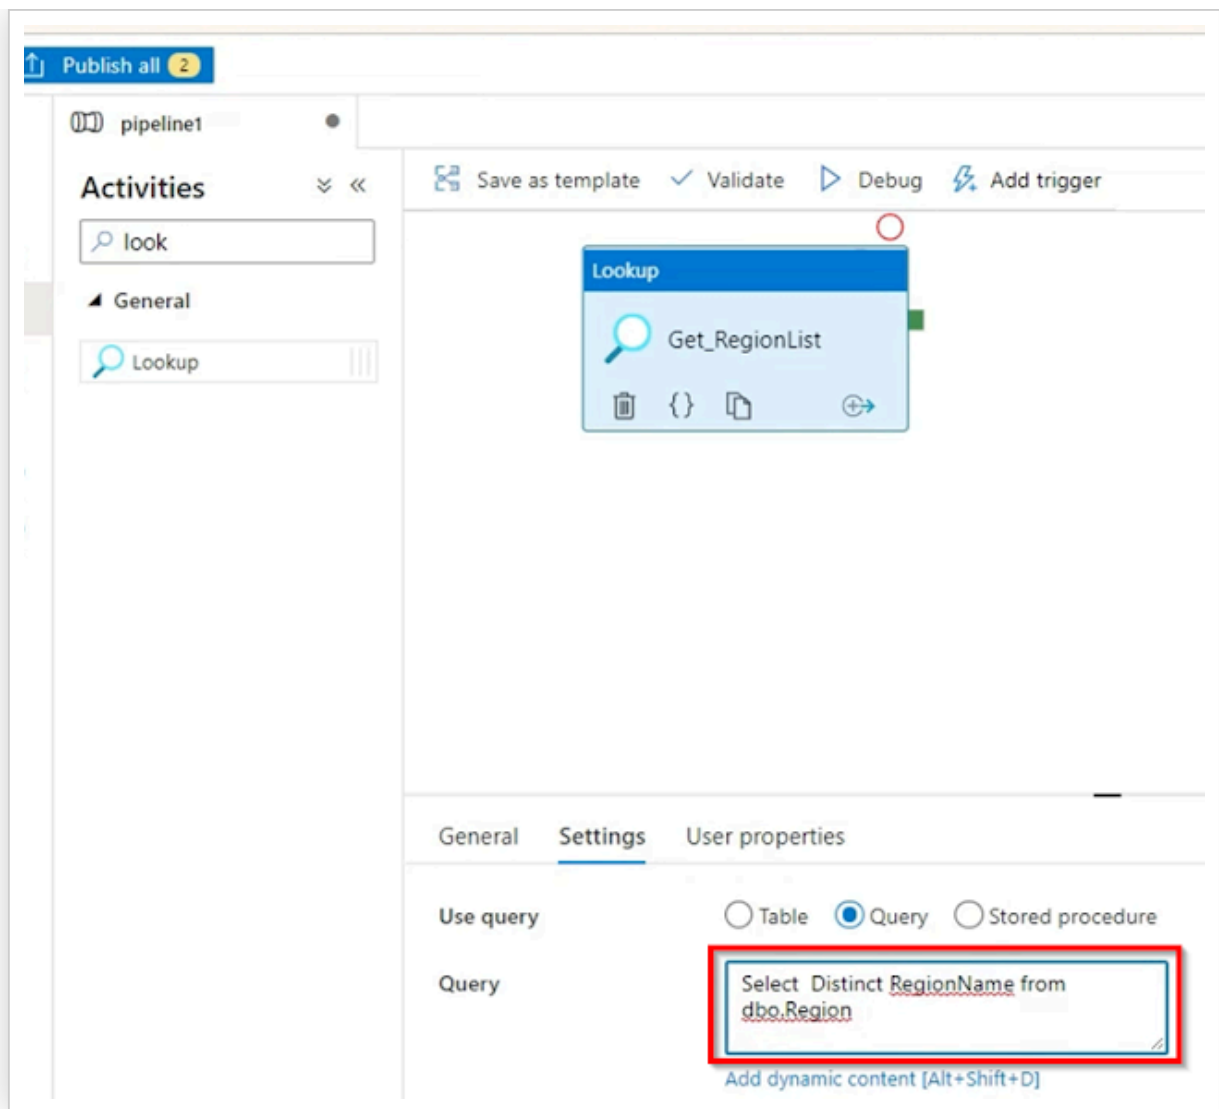 Publish all 2
pipeline1
Activities
look
General
Lookup
Save as template Validate Debug Add trigger
Lookup
Get_RegionList
General Settings User properties
Use query Table Query Stored procedure
Query
Select  Distinct RegionName from
dbo.Region
Add dynamic content [Alt+Shift+D]